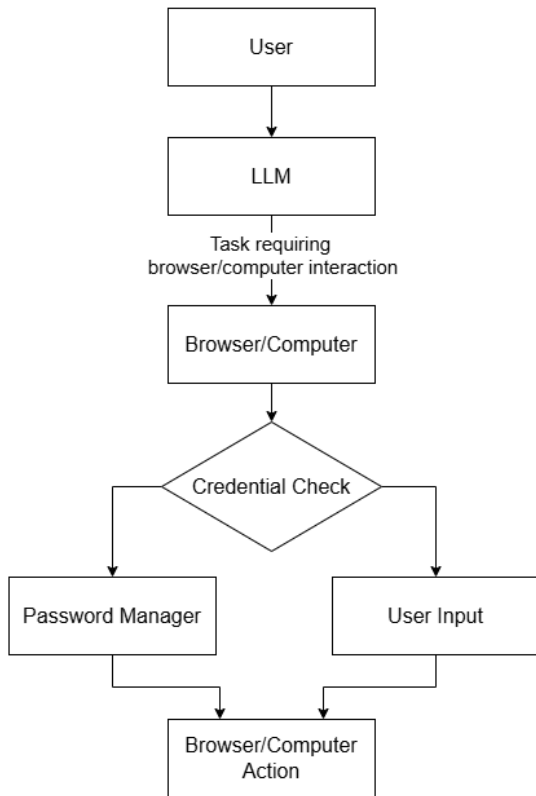 User
LLM
Task requiring
browser/computer interaction
Browser/Computer
Credential Check
Password Manager
User Input
Browser/Computer
Action